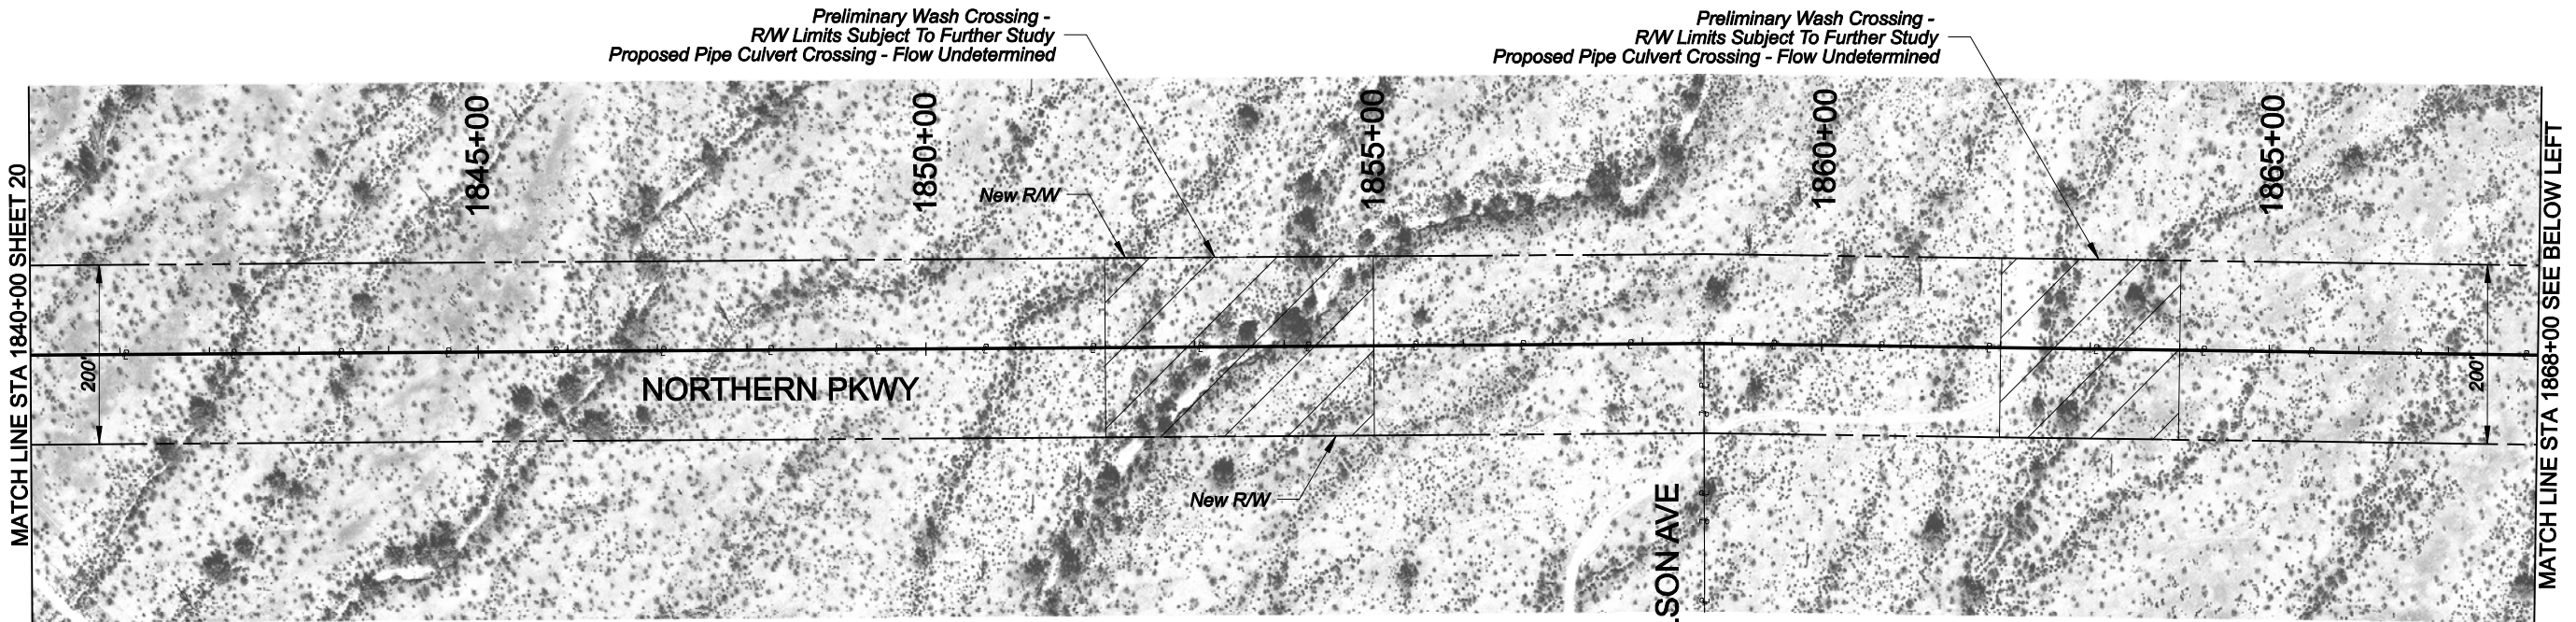 Preliminary Wash Crossing -
R/W Limits Subject To Further Study
Proposed Pipe Culvert Crossing - Flow Undetermined
Preliminary Wash Crossing -
R/W Limits Subject To Further Study
Proposed Pipe Culvert Crossing - Flow Undetermined
MATCH LINE STA 1840+00 SHEET 20
1845+00
1850+00
1855+00
1860+00
1865+00
MATCH LINE STA 1868+00 SEE BELOW LEFT
New R/W
200'
NORTHERN PKWY
200'
New R/W
SON AVE